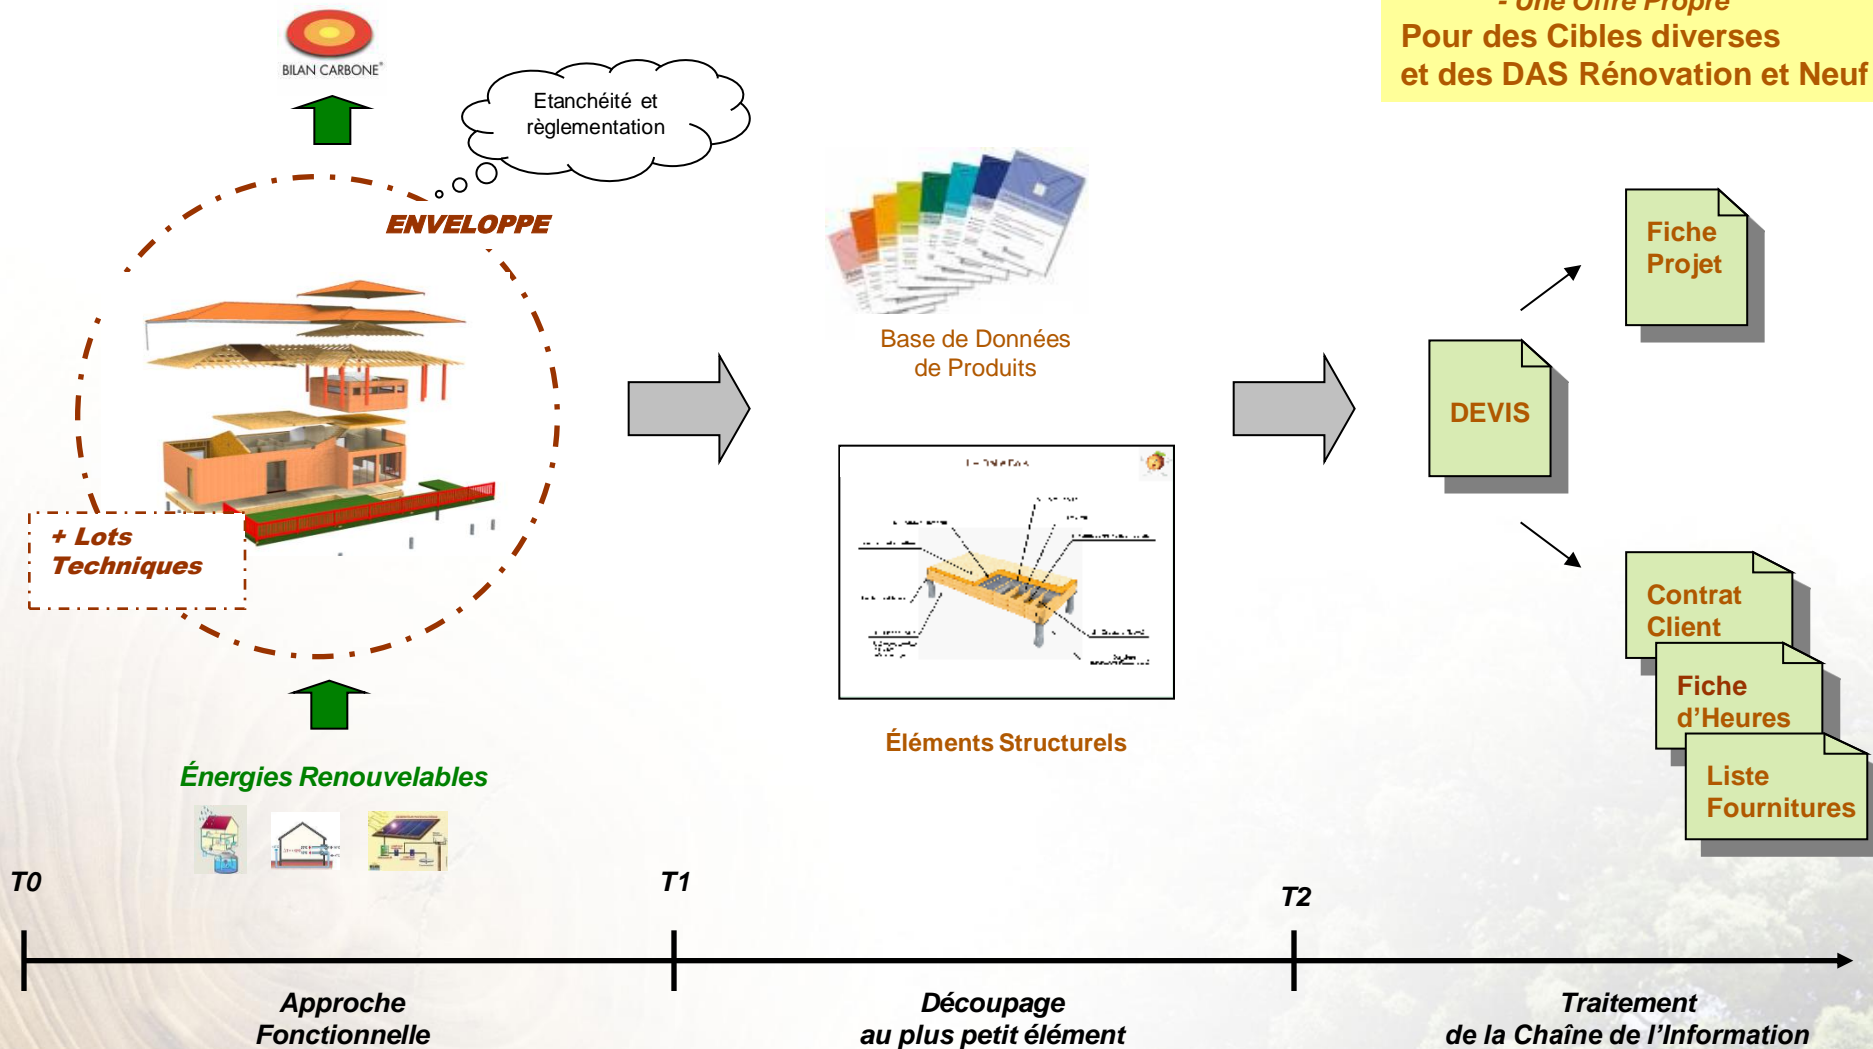 - Une Offre Propre
Pour des Cibles diverses
et des DAS Rénovation et Neuf
BILAN CARBONE®
Etanchéité et
règlementation
ENVELOPPE
+ Lots
Techniques
Énergies Renouvelables
Base de Données
de Produits
Éléments Structurels
DEVIS
Fiche
Projet
Contrat
Client
Fiche
d’Heures
Liste
Fournitures
T0
T1
T2
Approche
Fonctionnelle
Découpage
au plus petit élément
Traitement
de la Chaîne de l’Information